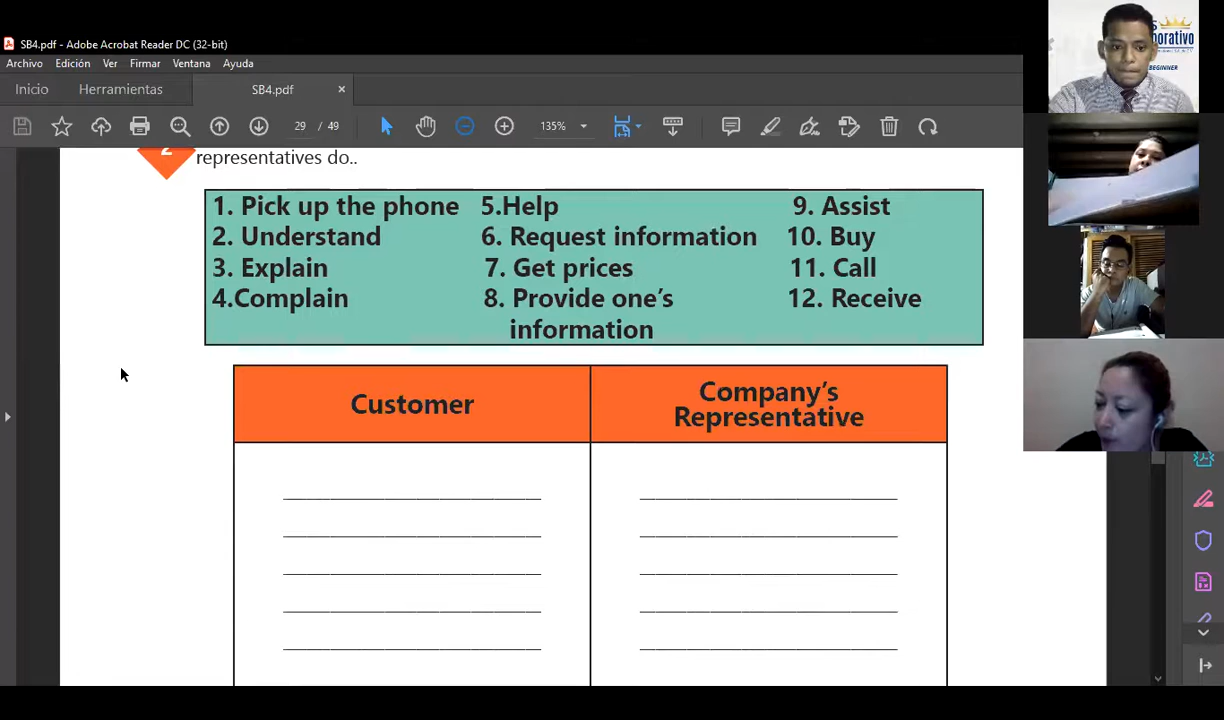 SB4.pdf - Adobe Acrobat Reader DC (32-bit)
Archivo Edición Ver Firmar Ventana Ayuda
Inicio Herramientas SB4.pdf ×
29 / 49 135%
2 representatives do..
1. Pick up the phone 5.Help 9. Assist
2. Understand 6. Request information 10. Buy
3. Explain 7. Get prices 11. Call
4.Complain 8. Provide one's 12. Receive
information
Customer Company's
Representative
orativo
BEGINNER